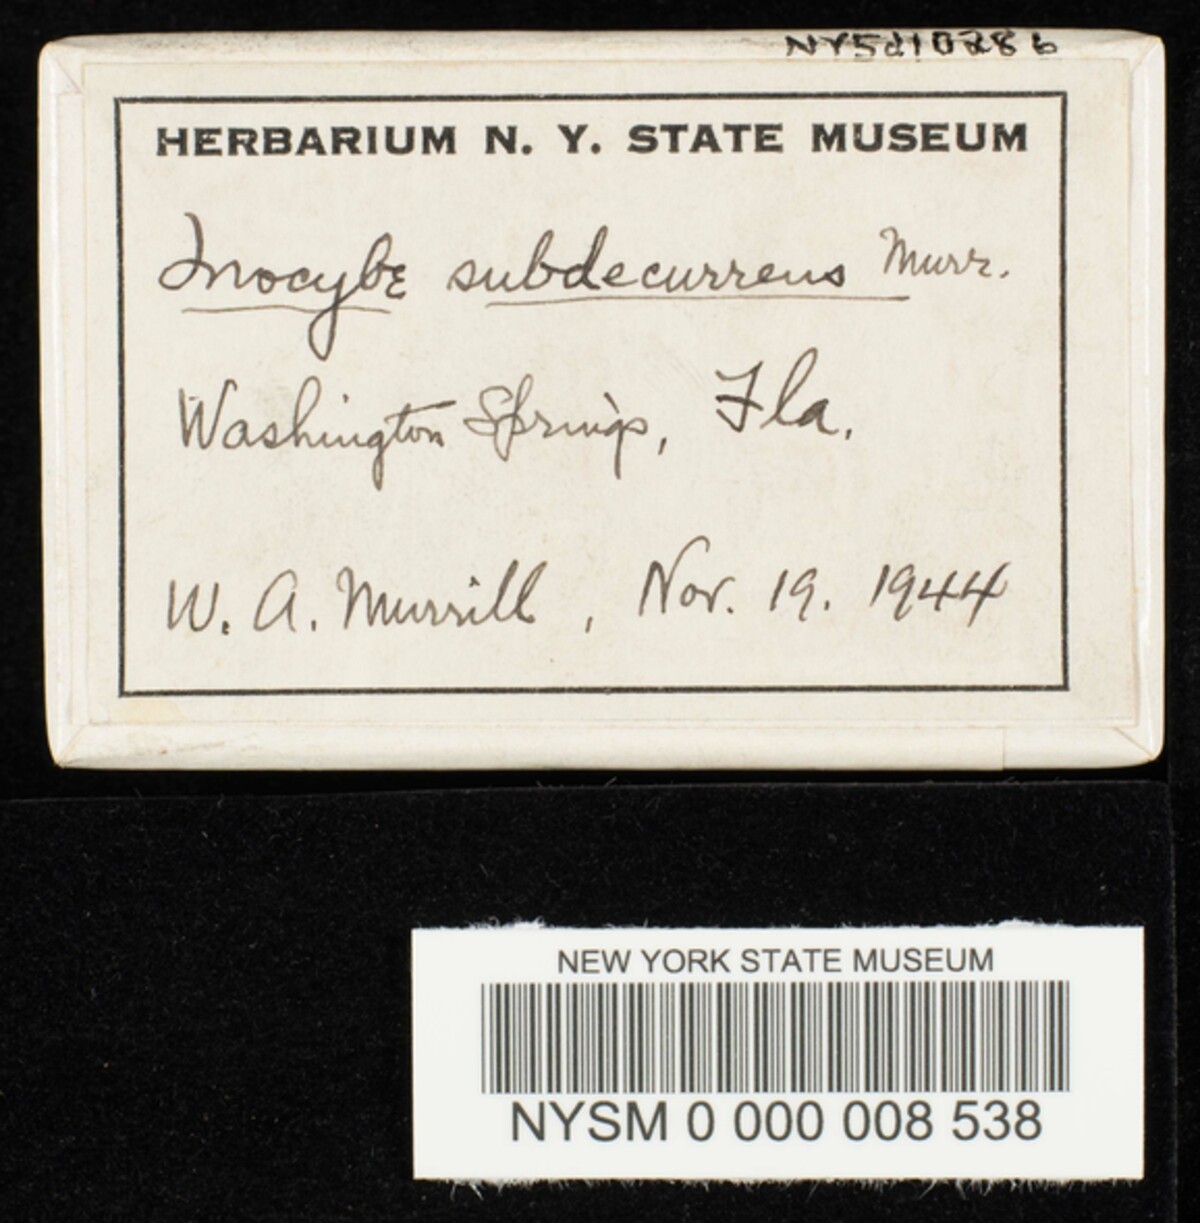 NYSd10286
HERBARIUM N. Y. STATE MUSEUM
Inocybe subdecurrens Murr.
Washington Springs, Fla.
W. A. Murrill, Nov. 19. 1944
NEW YORK STATE MUSEUM
NYSM 0 000 008 538